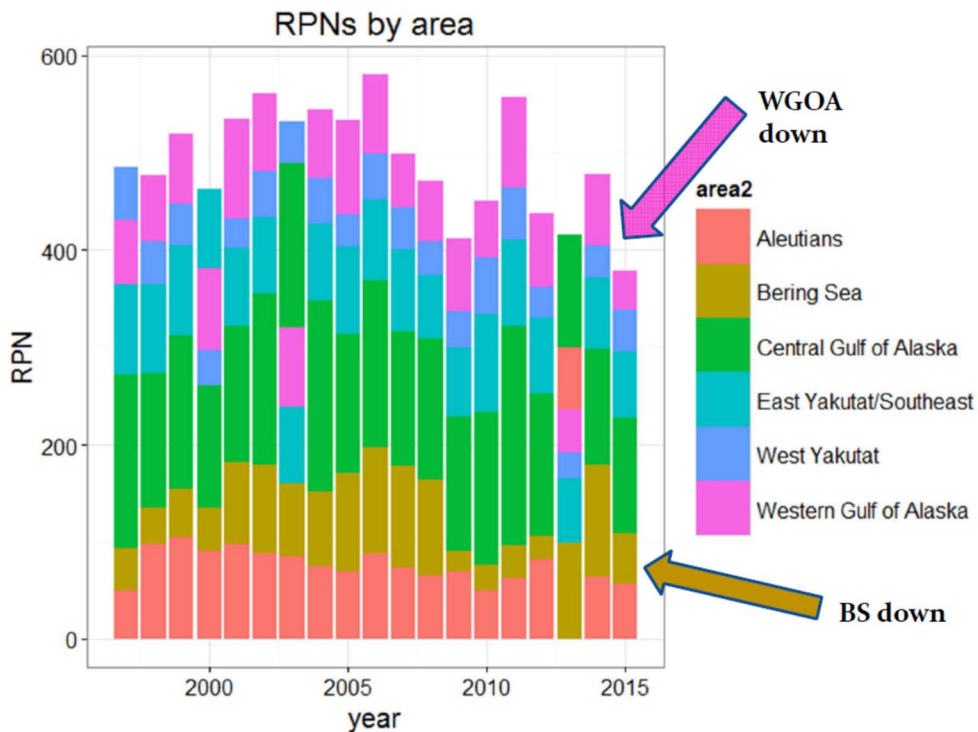 RPNs by area
600
400
200
0
RPN
2000
2005
2010
2015
year
WGOA
down
area2
Aleutians
Bering Sea
Central Gulf of Alaska
East Yakutat/Southeast
West Yakutat
Western Gulf of Alaska
BS down